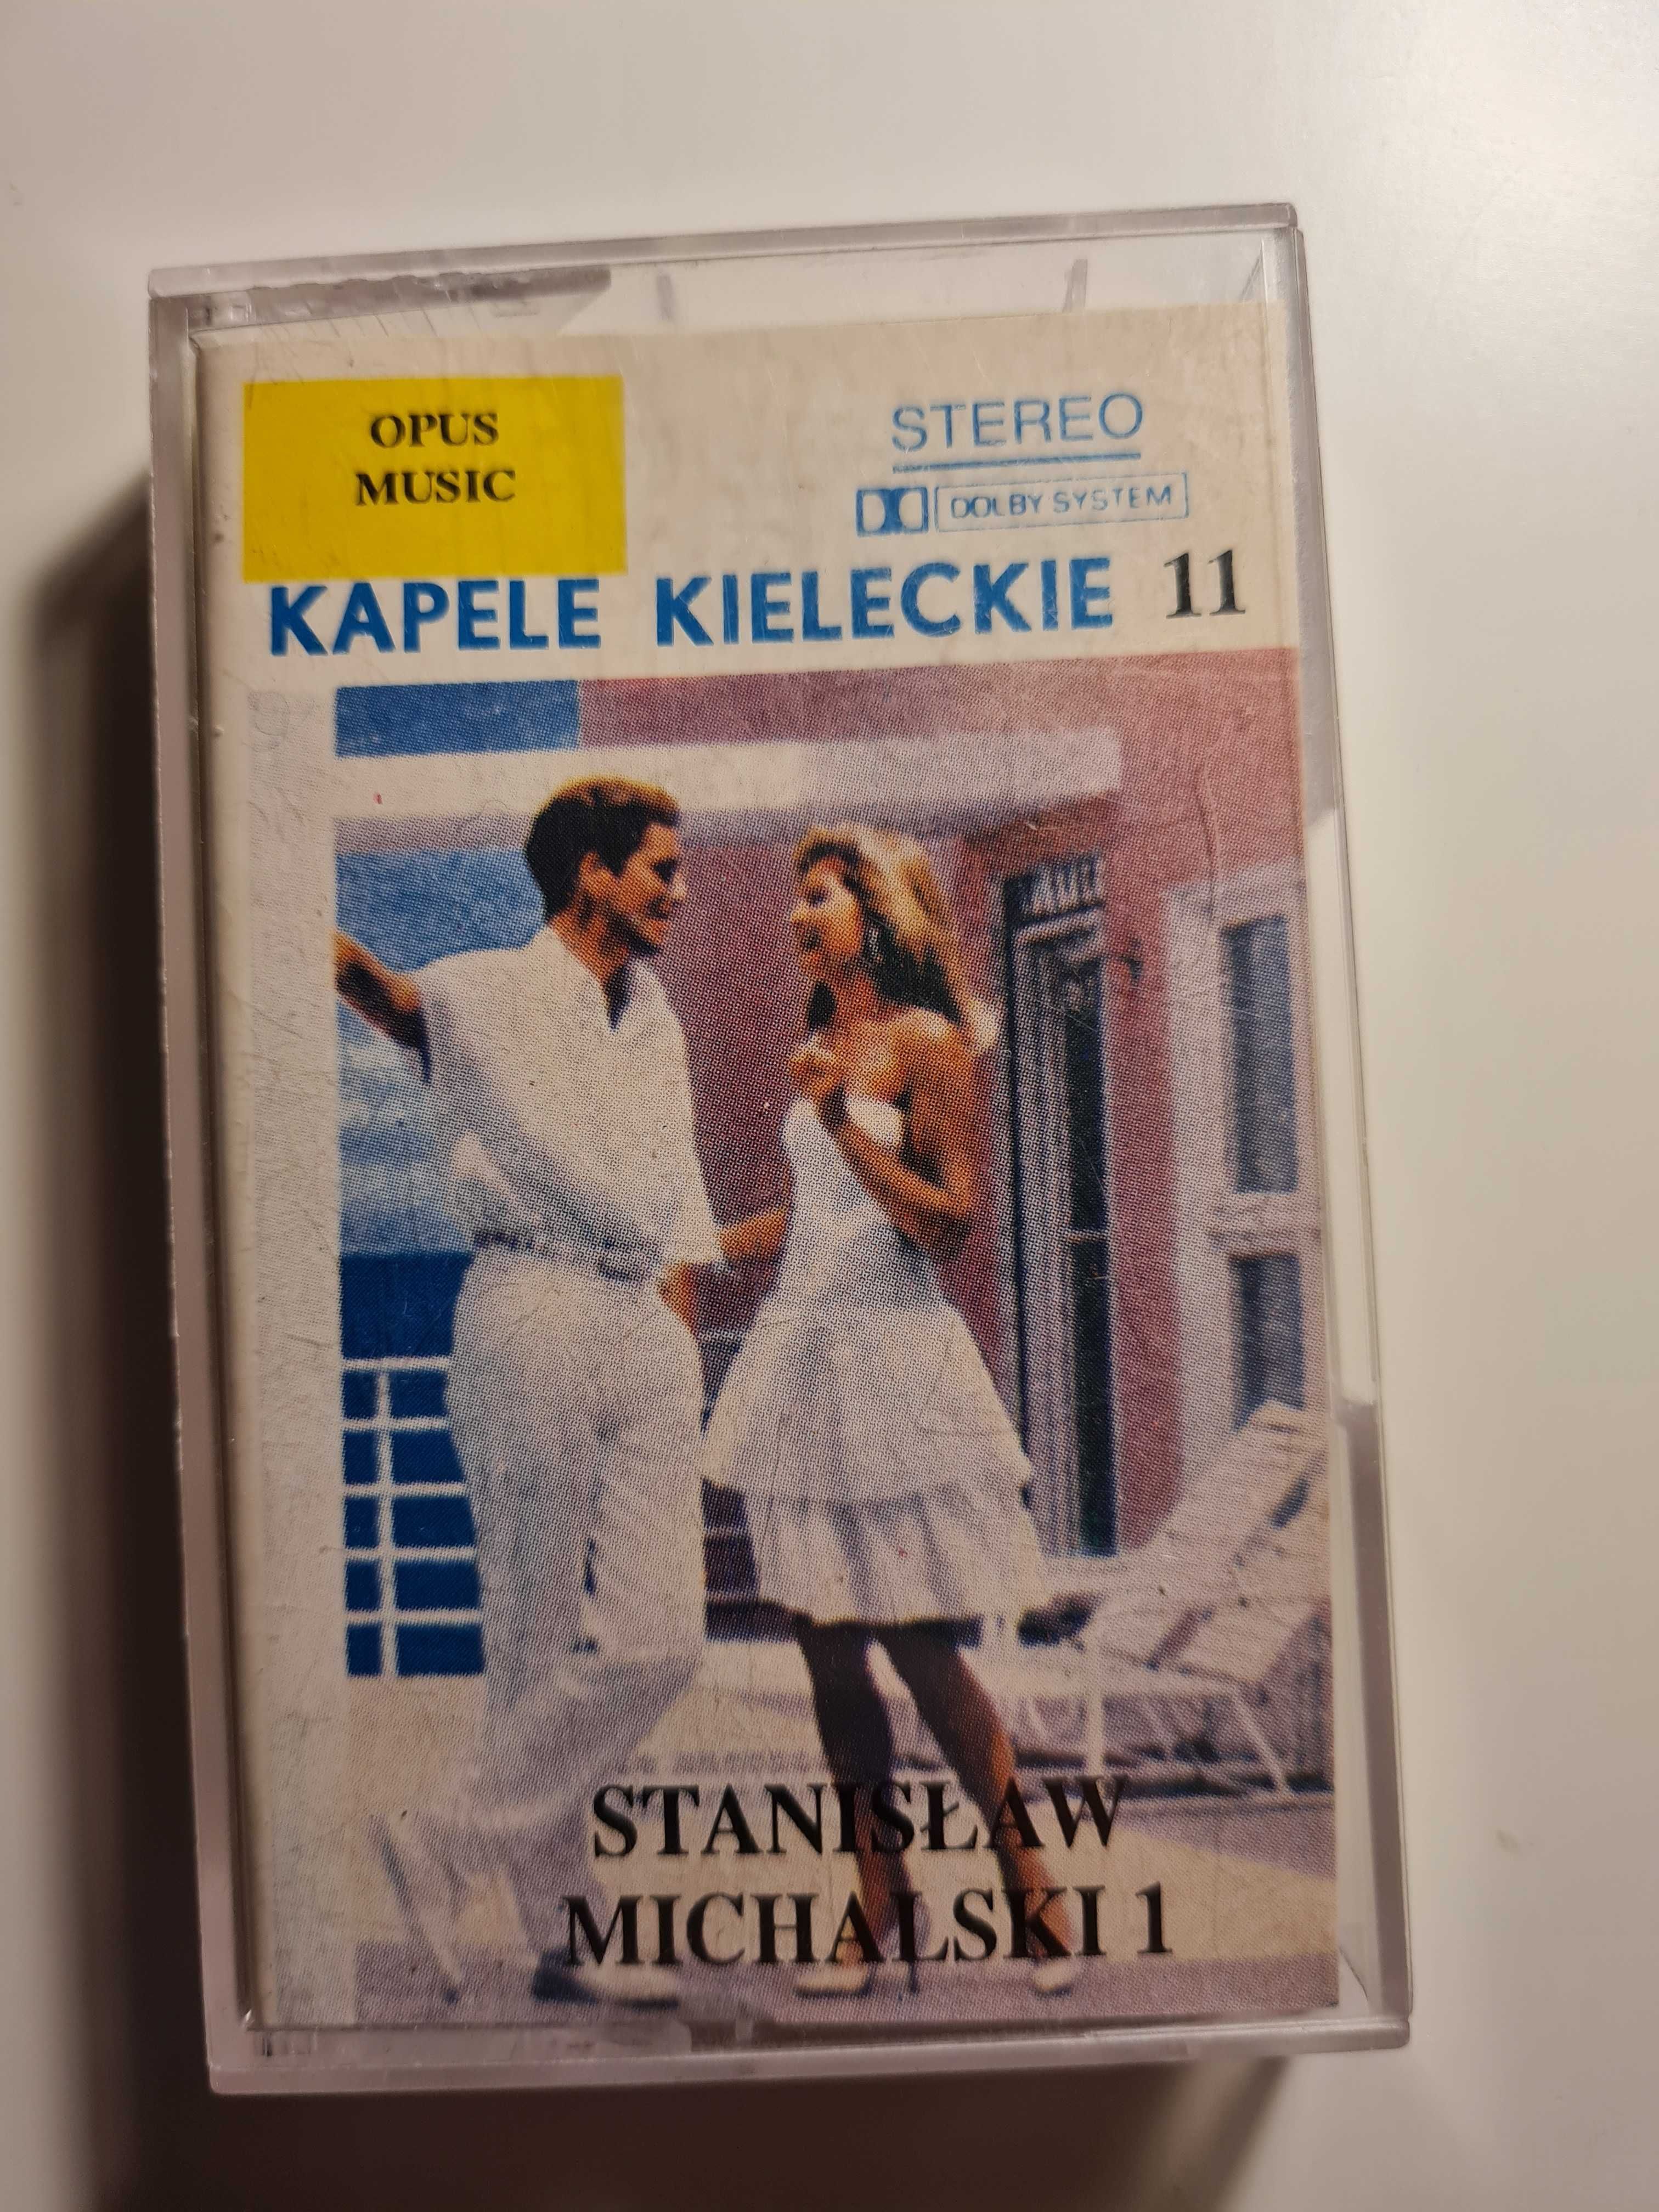 OPUS
MUSIC
STEREO
DOLBY SYSTEM
KAPELE KIELECKIE 11
STANISŁAW
MICHALSKI 1